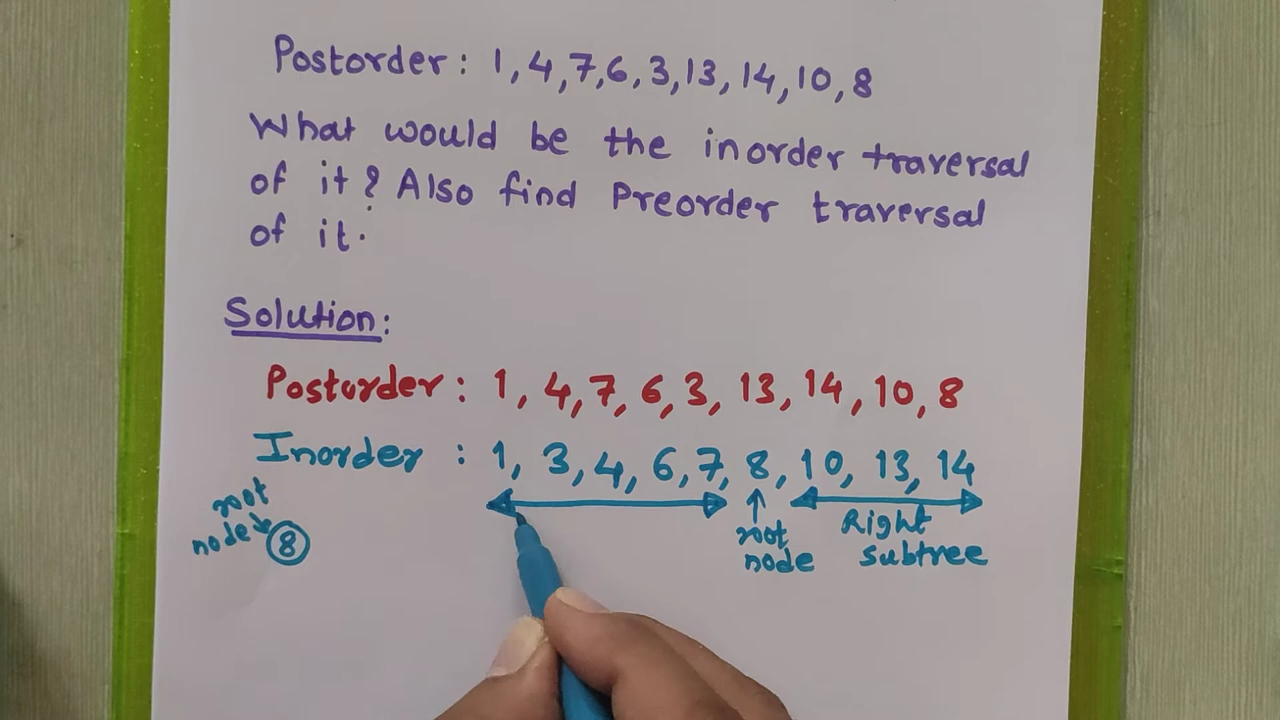 Postorder : 1, 4, 7, 6, 3, 13, 14, 10, 8
What would be the inorder traversal
of it? Also find Preorder traversal
of it.
Solution:
Postorder : 1, 4, 7, 6, 3, 13, 14, 10, 8
Inorder : 1, 3, 4, 6, 7, 8, 10, 13, 14
root
node
8
root
node
Right
subtree